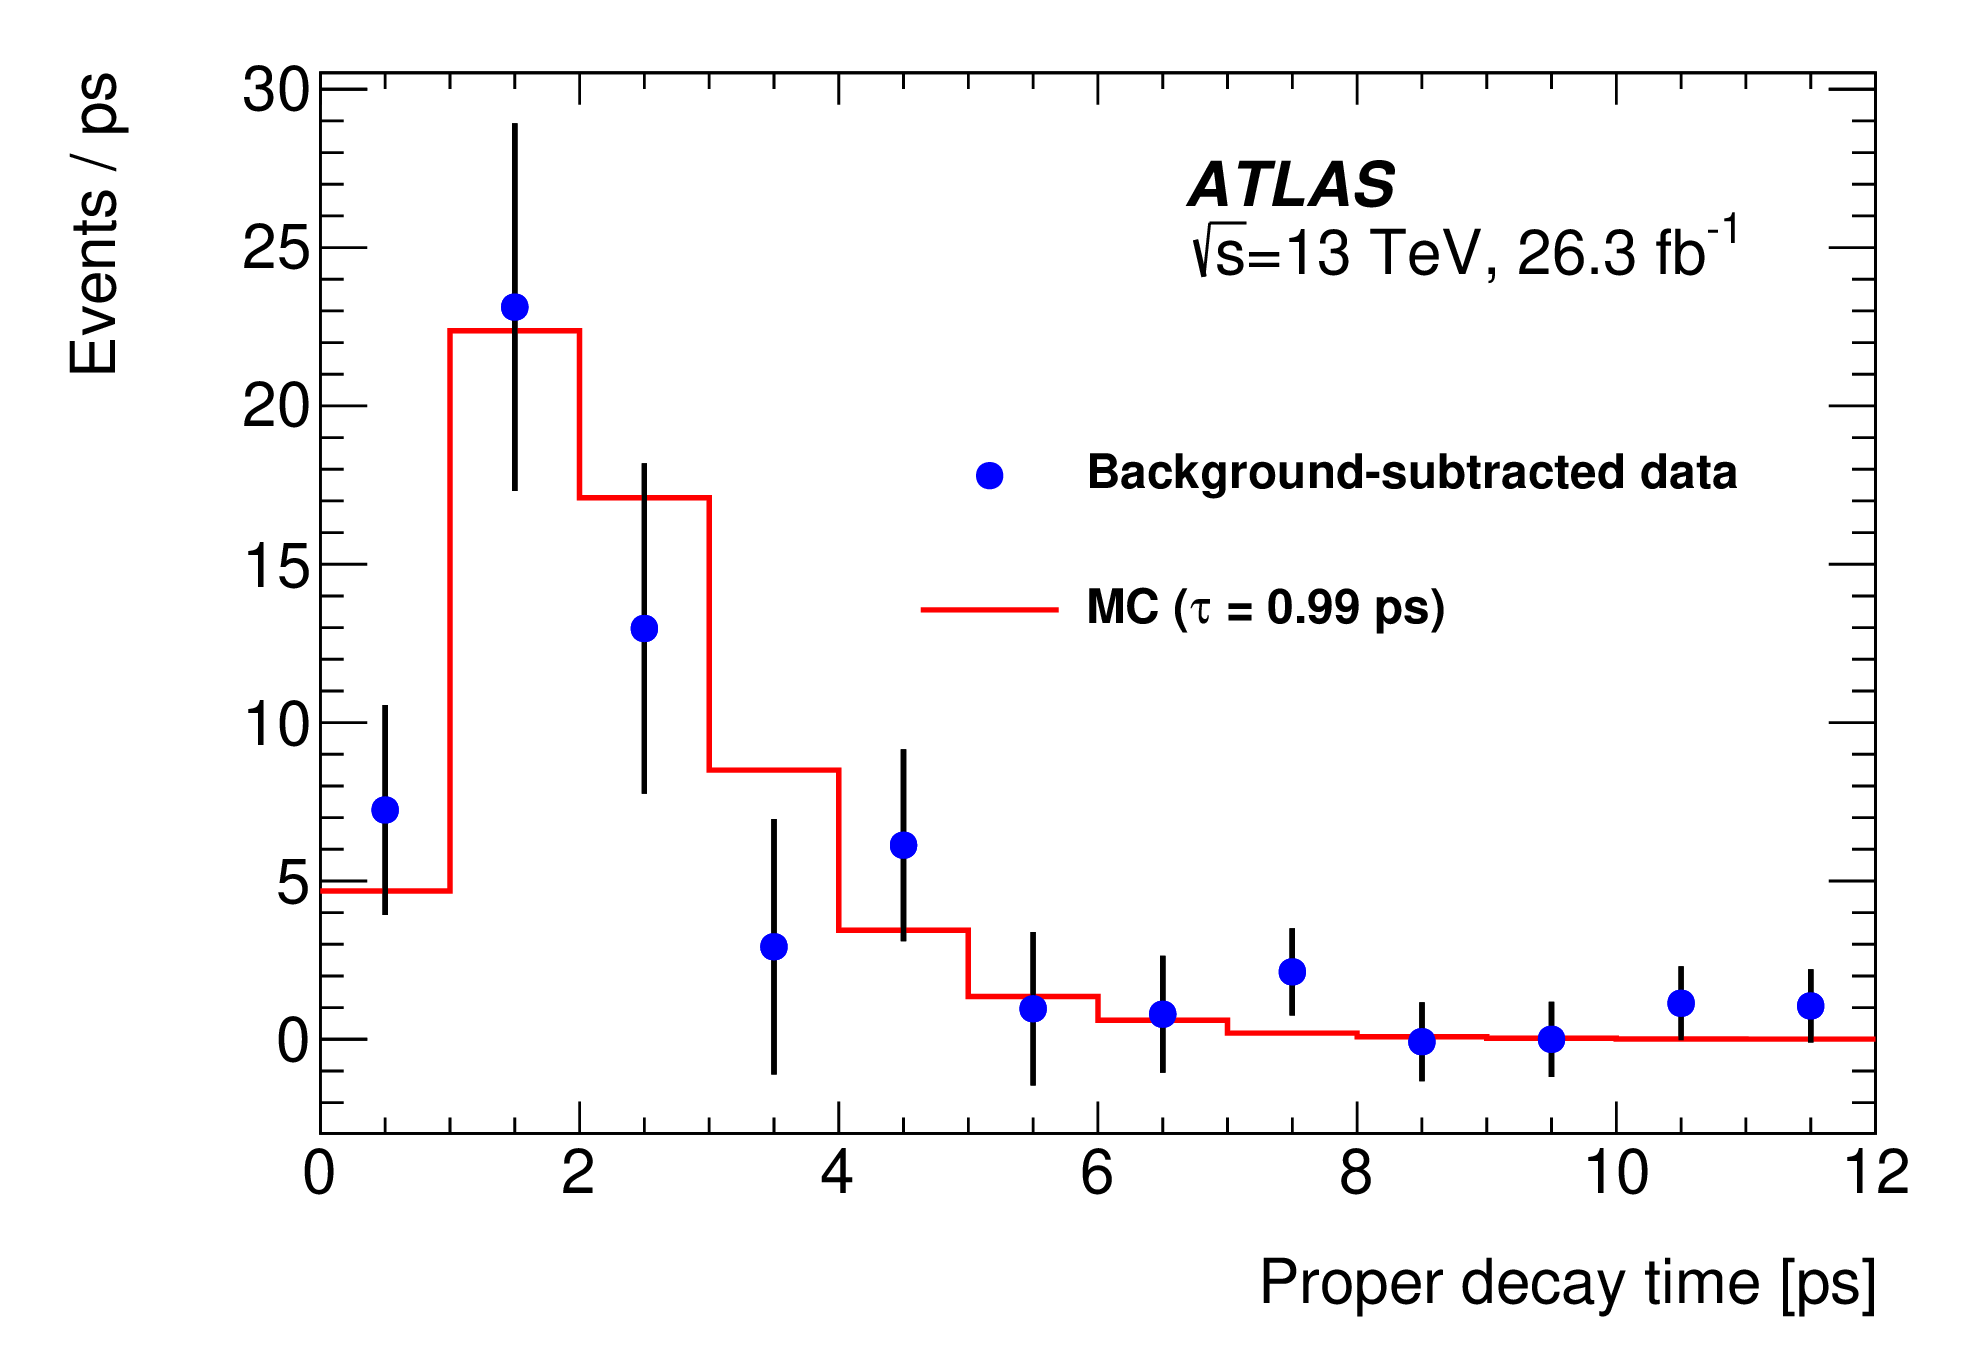 Events / ps
30
25
20
15
10
5
0
ATLAS
√s=13 TeV, 26.3 fb⁻¹
Background-subtracted data
MC (τ = 0.99 ps)
0 2 4 6 8 10 12
Proper decay time [ps]